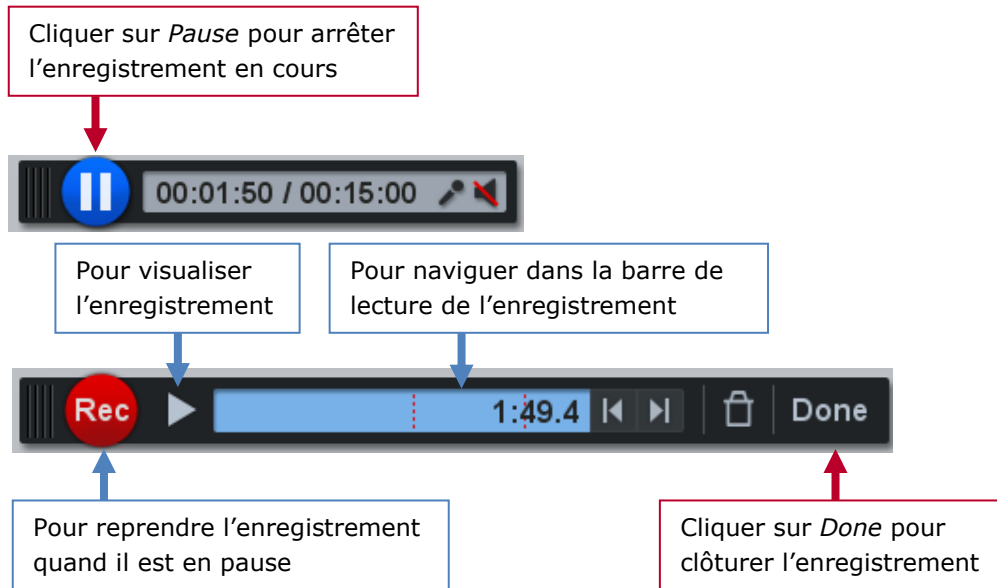 Cliquer sur Pause pour arrêter
l’enregistrement en cours
00:01:50 / 00:15:00
Pour visualiser
l’enregistrement
Pour naviguer dans la barre de
lecture de l’enregistrement
Rec
1:49.4
Done
Pour reprendre l’enregistrement
quand il est en pause
Cliquer sur Done pour
clôturer l’enregistrement